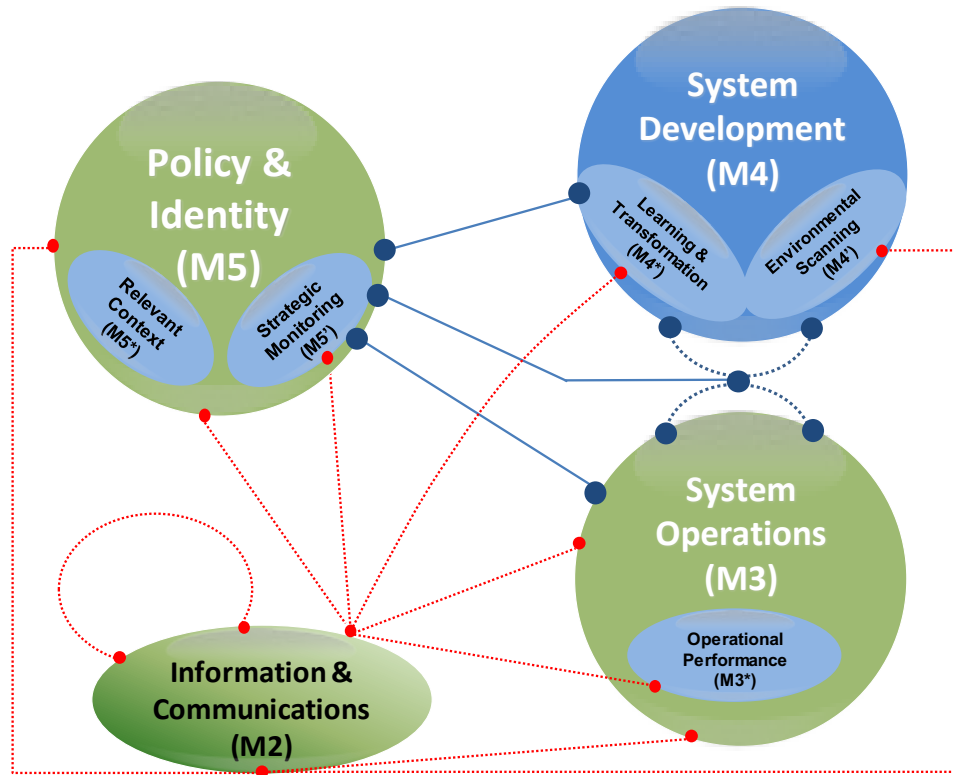 Policy &
Identity
(M5)
Relevant
Context
(M5*)
Strategic
Monitoring
(M5')
System
Development
(M4)
Learning &
Transformation
(M4*)
Environmental
Scanning
(M4')
System
Operations
(M3)
Operational
Performance
(M3*)
Information &
Communications
(M2)